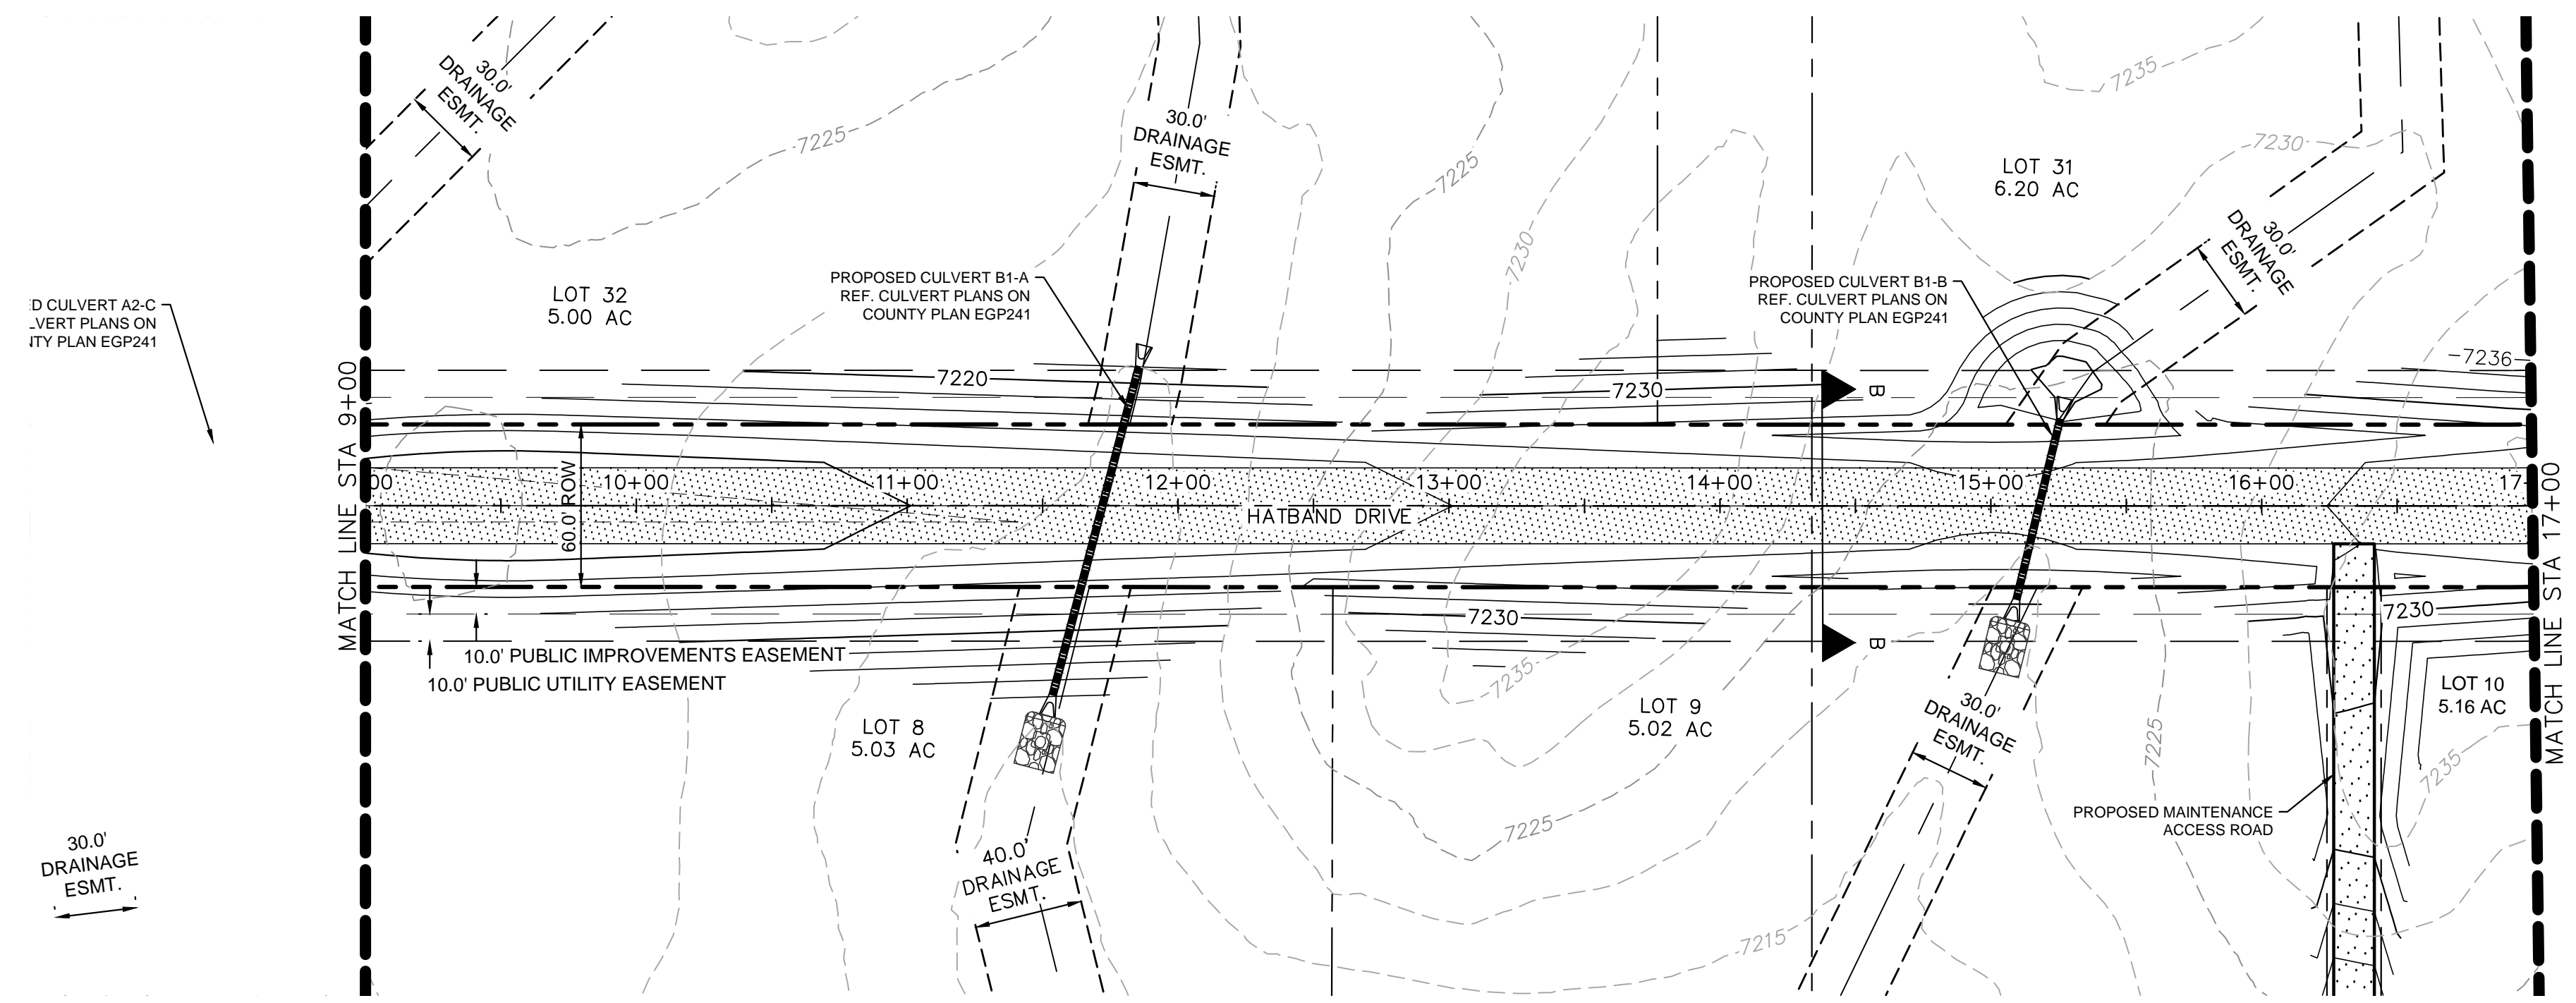 30.0'
DRAINAGE
ESMT.
7225
30.0'
DRAINAGE
ESMT.
7225
7230
7235
7230
LOT 31
6.20 AC
30.0'
DRAINAGE
ESMT.
D CULVERT A2-C
LVERT PLANS ON
NTY PLAN EGP241
LOT 32
5.00 AC
PROPOSED CULVERT B1-A
REF. CULVERT PLANS ON
COUNTY PLAN EGP241
PROPOSED CULVERT B1-B
REF. CULVERT PLANS ON
COUNTY PLAN EGP241
7220
7230
B
7236
MATCH LINE STA 9+00
60.0' ROW
00
10+00
11+00
12+00
13+00
14+00
15+00
16+00
17
HATBAND DRIVE
MATCH LINE STA 17+00
10.0' PUBLIC IMPROVEMENTS EASEMENT
10.0' PUBLIC UTILITY EASEMENT
7230
B
7230
7235
LOT 8
5.03 AC
LOT 9
5.02 AC
30.0'
DRAINAGE
ESMT.
LOT 10
5.16 AC
7225
7235
7225
PROPOSED MAINTENANCE
ACCESS ROAD
30.0'
DRAINAGE
ESMT.
40.0'
DRAINAGE
ESMT.
7215